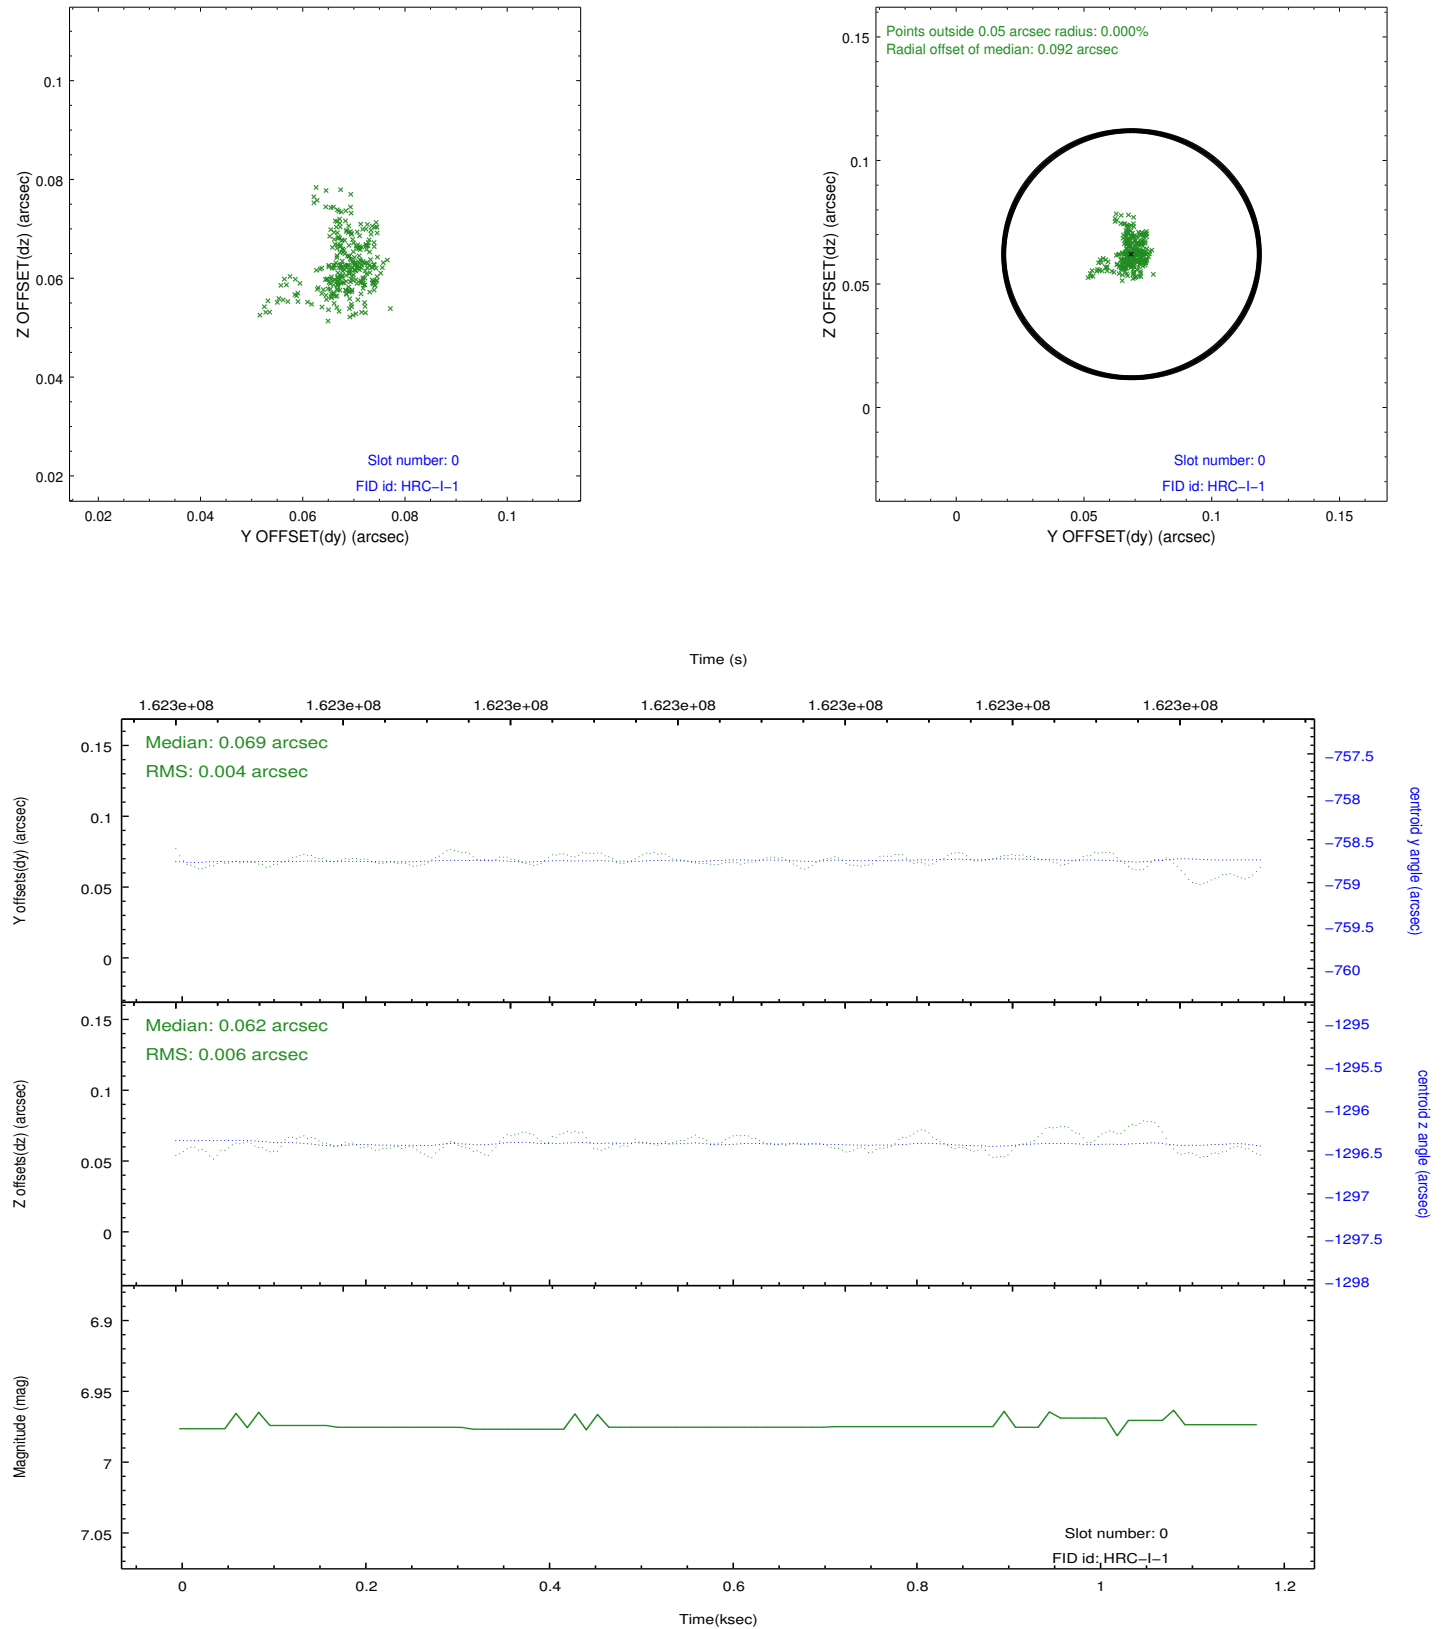 0.1
0.08
0.06
0.04
0.02
Z OFFSET(dz) (arcsec)
Slot number: 0
FID id: HRC−I−1
0.02 0.04 0.06 0.08 0.1
Y OFFSET(dy) (arcsec)
Points outside 0.05 arcsec radius: 0.000%
Radial offset of median: 0.092 arcsec
0.15
0.1
0.05
0
Z OFFSET(dz) (arcsec)
Slot number: 0
FID id: HRC−I−1
0 0.05 0.1 0.15
Y OFFSET(dy) (arcsec)
Time (s)
1.623e+08 1.623e+08 1.623e+08 1.623e+08 1.623e+08 1.623e+08 1.623e+08
Median: 0.069 arcsec
RMS: 0.004 arcsec
0.15
0.1
0.05
0
Y offsets(dy) (arcsec)
−757.5
−758
−758.5
−759
−759.5
−760
centroid y angle (arcsec)
Median: 0.062 arcsec
RMS: 0.006 arcsec
0.15
0.1
0.05
0
Z offsets(dz) (arcsec)
−1295
−1295.5
−1296
−1296.5
−1297
−1297.5
−1298
centroid z angle (arcsec)
6.9
6.95
7
7.05
Magnitude (mag)
Slot number: 0
FID id: HRC−I−1
0 0.2 0.4 0.6 0.8 1 1.2
Time(ksec)